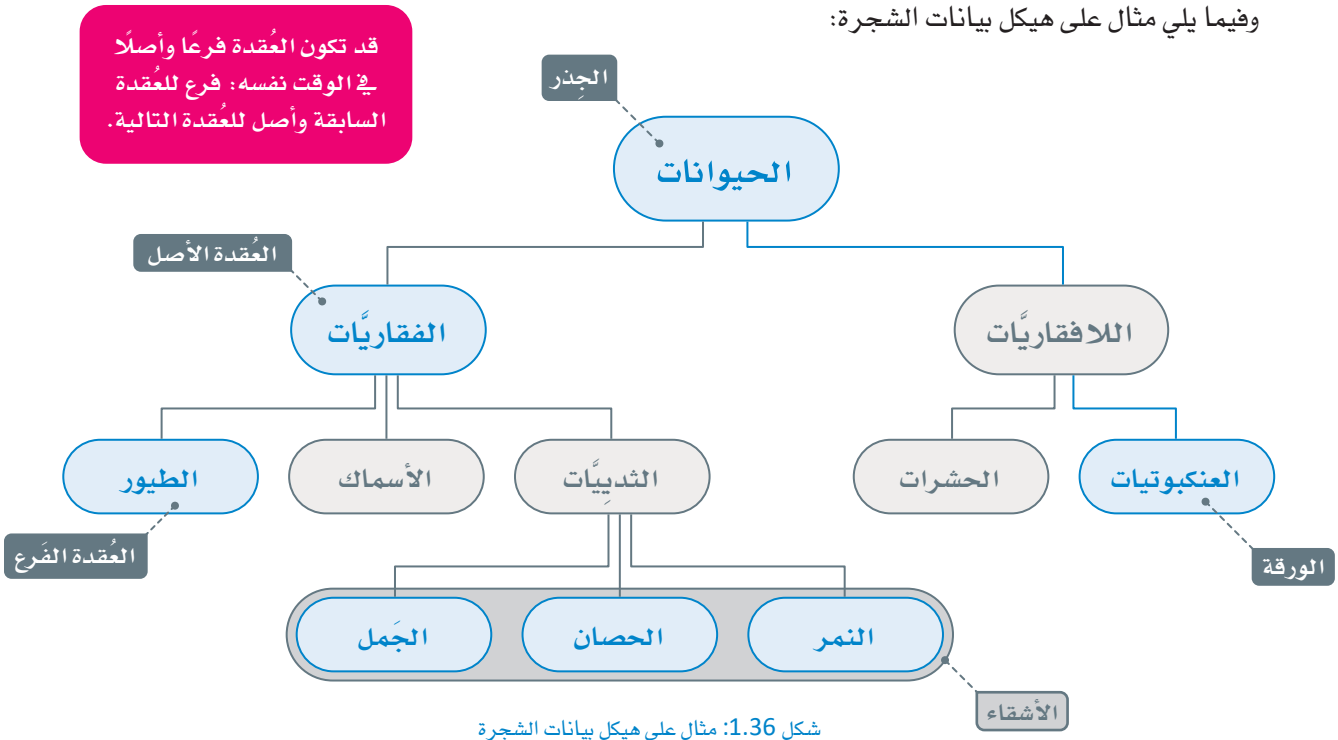 وفيما يلي مثال على هيكل بيانات الشجرة:
قد تكون العُقدة فرعًا وأصلًا
في الوقت نفسه: فرع للعُقدة
السابقة وأصل للعُقدة التالية.
الجِذر
الحيوانات
العُقدة الأصل
اللافقاريَّات
الفقاريَّات
العنكبوتيات
الحشرات
الثدييَّات
الأسماك
الطيور
الورقة
العُقدة الفَرع
النمر
الحصان
الجَمل
الأشقاء
شكل 1.36: مثال على هيكل بيانات الشجرة